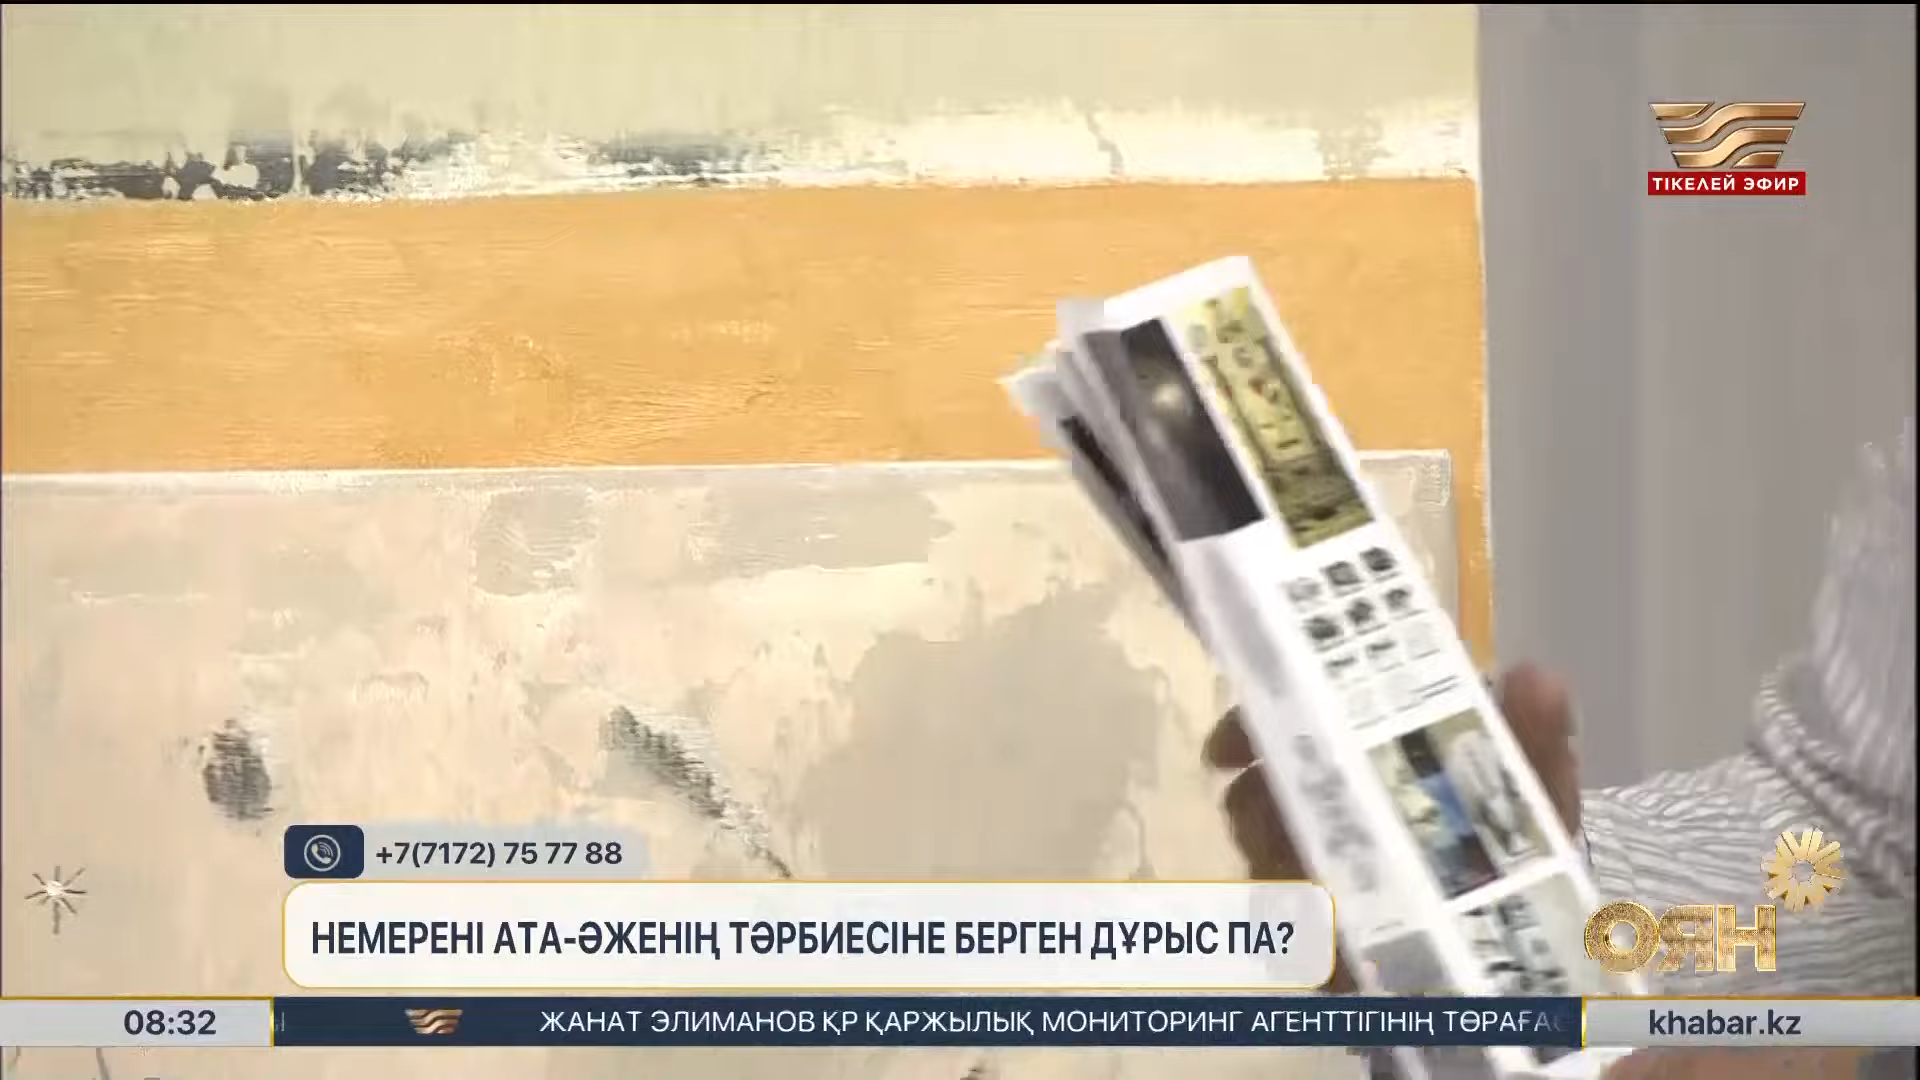 ТІКЕЛЕЙ ЭФИР
+7(7172) 75 77 88
НЕМЕРЕНІ АТА-ӘЖЕНІҢ ТӘРБИЕСІНЕ БЕРГЕН ДҰРЫС ПА?
ОЯН
08:32
ЖАНАТ ЭЛИМАНОВ ҚР ҚАРЖЫЛЫҚ МОНИТОРИНГ АГЕНТТІГІНІҢ ТӨРАҒАС
khabar.kz